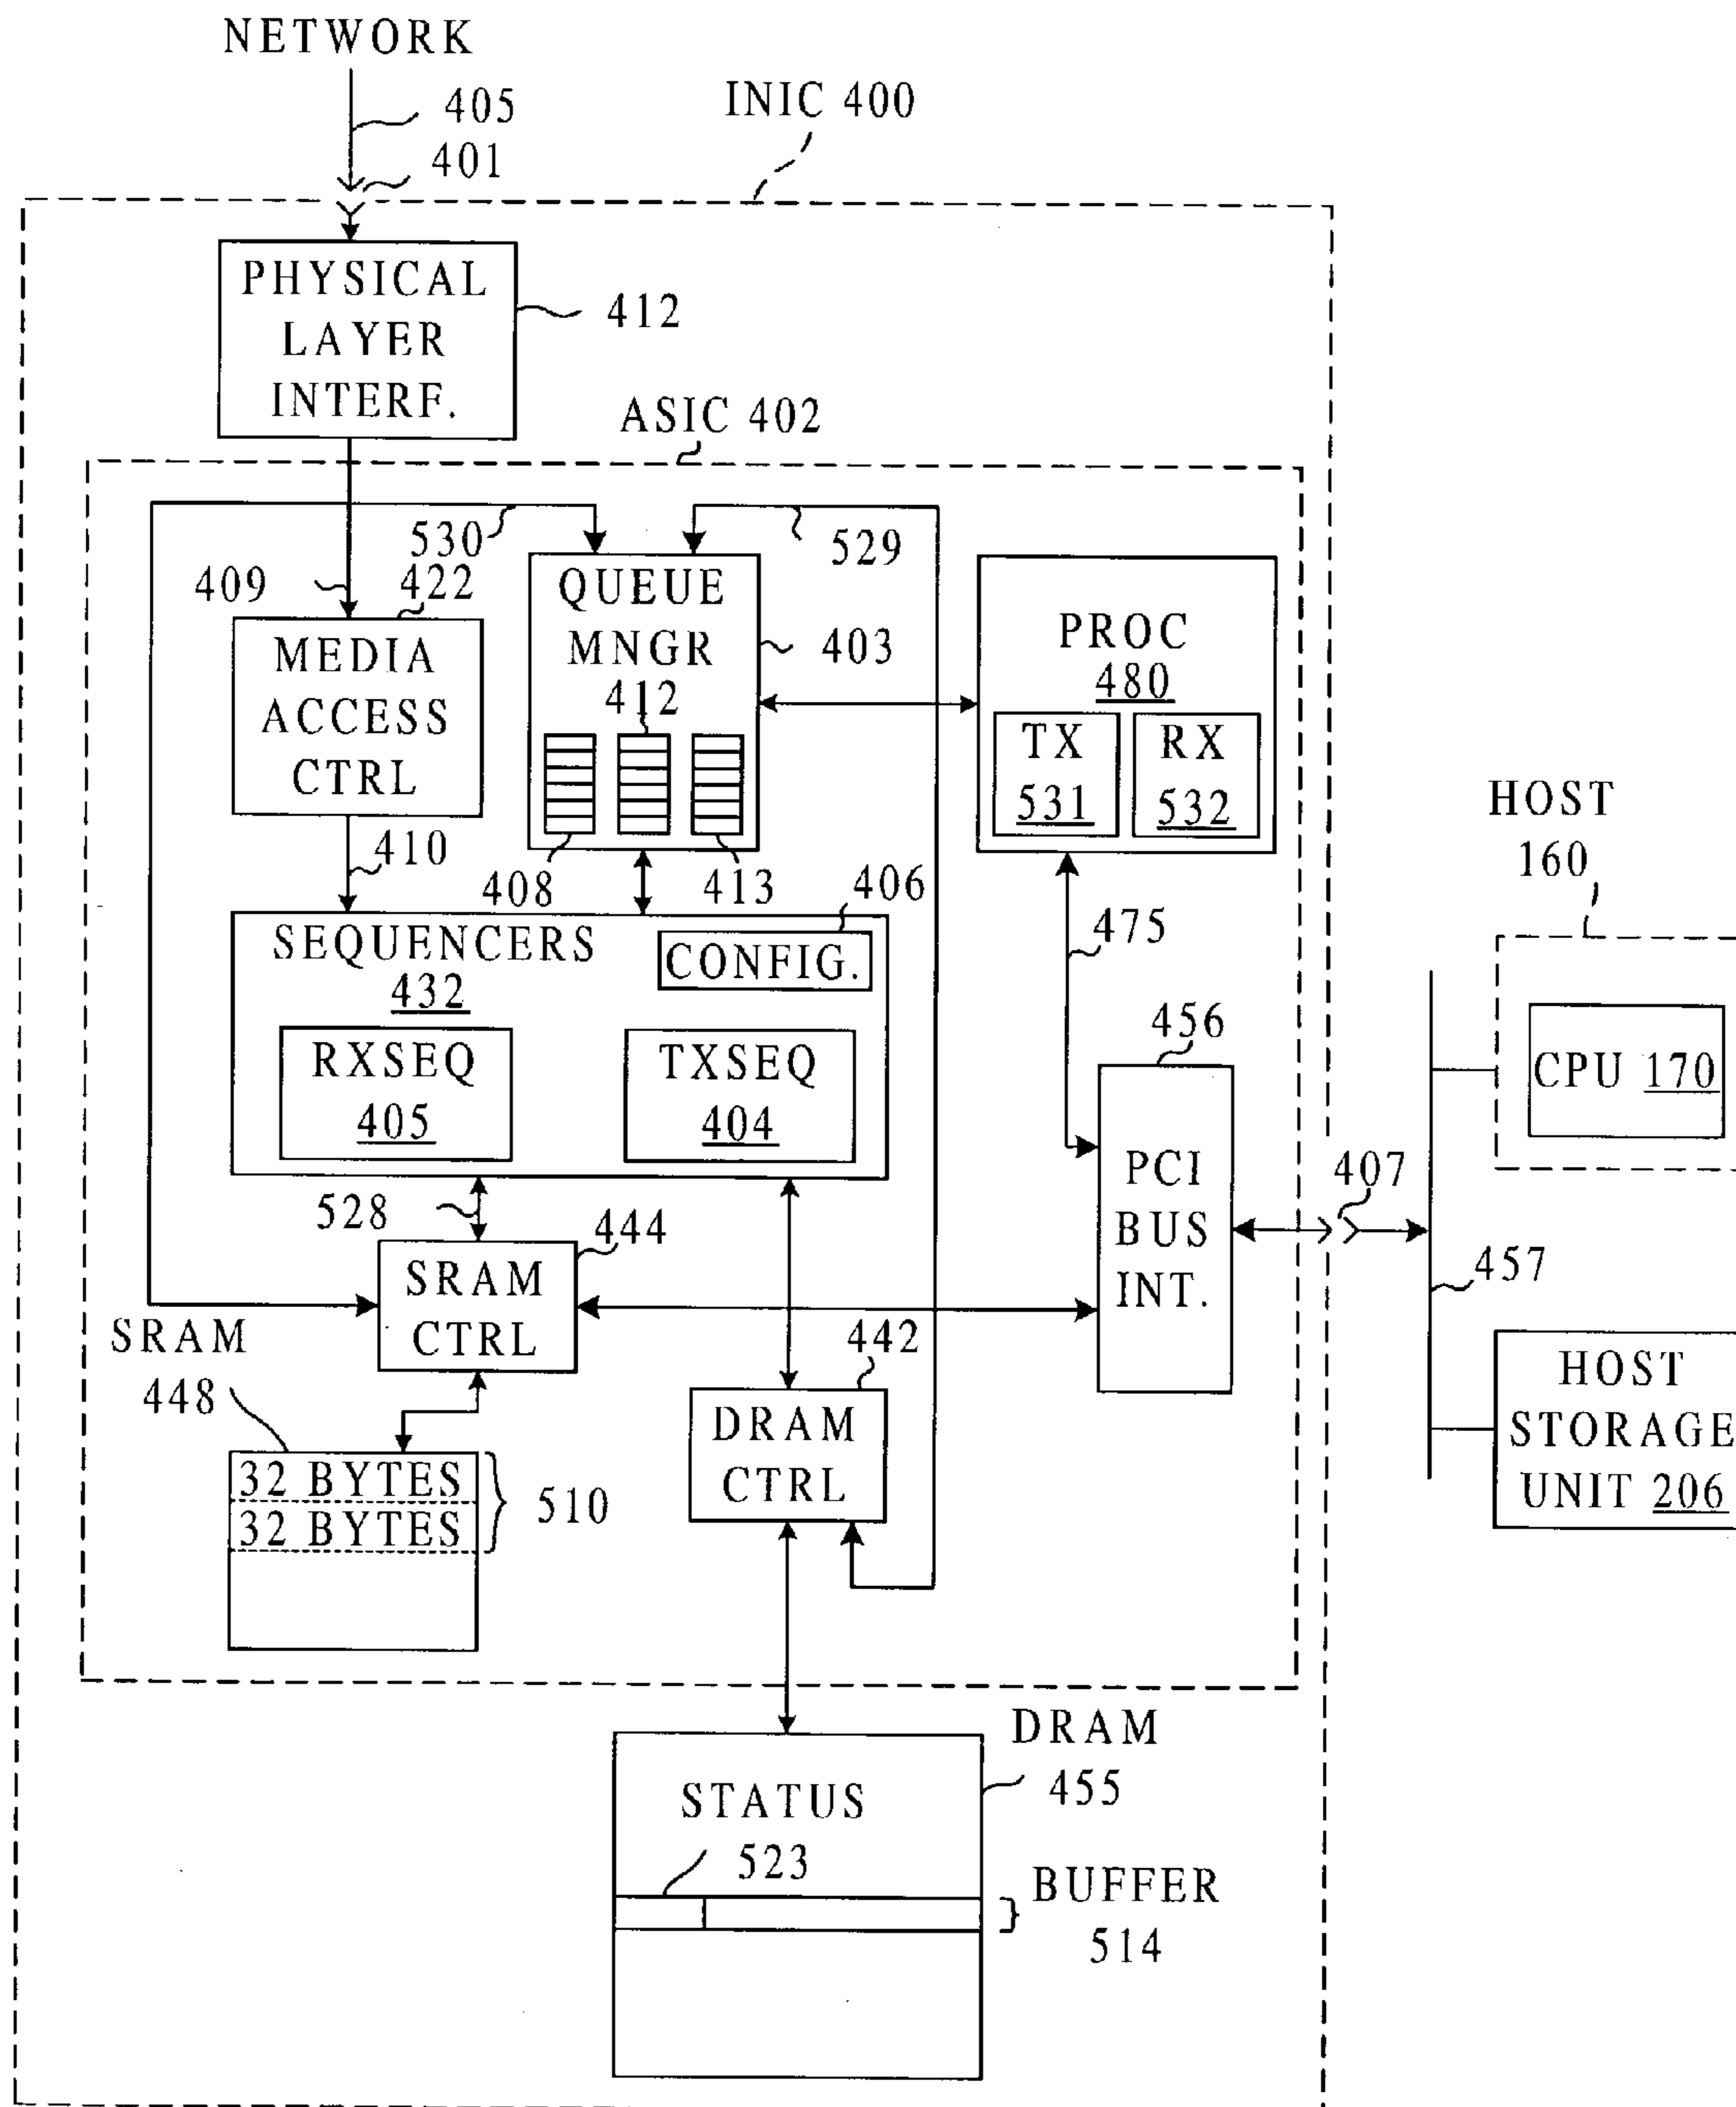 NETWORK
405
401
INIC 400
PHYSICAL
LAYER
INTERF.
412
ASIC 402
530
529
409
422
QUEUE
MNGR
412
403
MEDIA
ACCESS
CTRL
PROC
480
TX
531
RX
532
410
408
413
406
475
HOST
160
SEQUENCERS
432
CONFIG.
RXSEQ
405
TXSEQ
404
456
CPU 170
528
444
PCI
BUS
INT.
407
457
SRAM
CTRL
SRAM
448
442
DRAM
CTRL
HOST
STORAGE
UNIT 206
32 BYTES
32 BYTES
510
DRAM
455
STATUS
523
BUFFER
514